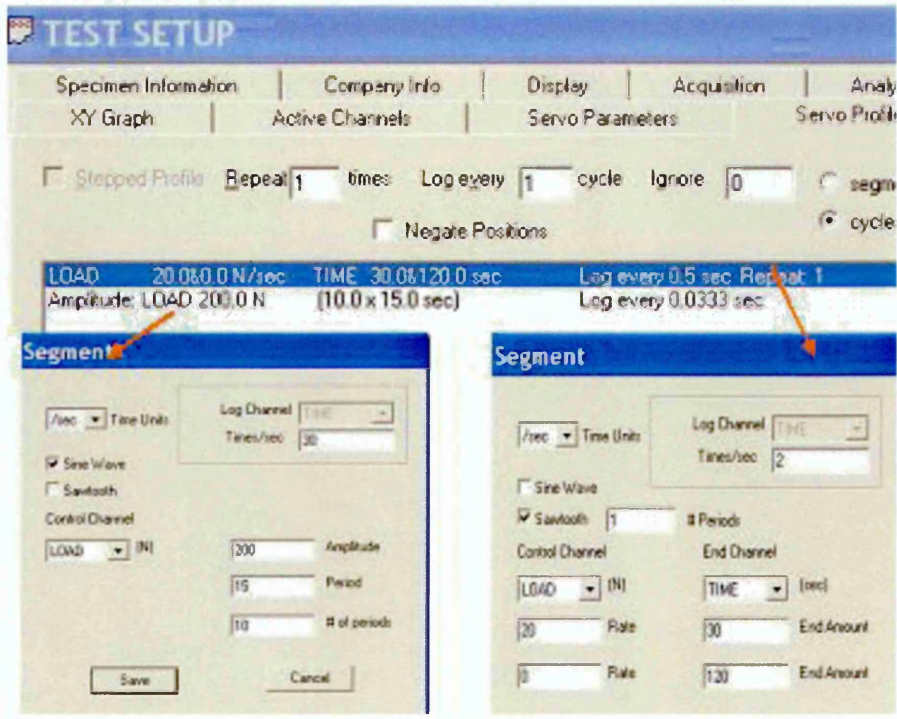 TEST SETUP
Specimen Information Company Info Display Acquisition Analy
XY Graph Active Channels Servo Parameters Servo Profile
Stepped Profile Repeat 1 times Log every 1 cycle Ignore 0 segm
Negate Positions cycle
LOAD 20.0&0.0 N/sec TIME 30.0&120.0 sec Log every 0.5 sec Repeat 1
Amplitude: LOAD 200.0 N (10.0 x 15.0 sec) Log every 0.0333 sec
Segment
/sec Time Units
Log Channel TIME
Times/sec 30
Sine Wave
Sawtooth
Control Channel
LOAD (N)
200 Amplitude
15 Period
10 # of periods
Save Cancel
Segment
/sec Time Units
Log Channel TIME
Times/sec 2
Sine Wave
Sawtooth 1 # Periods
Control Channel End Channel
LOAD (N) TIME (sec)
20 Rate 30 End Amount
0 Rate 120 End Amount